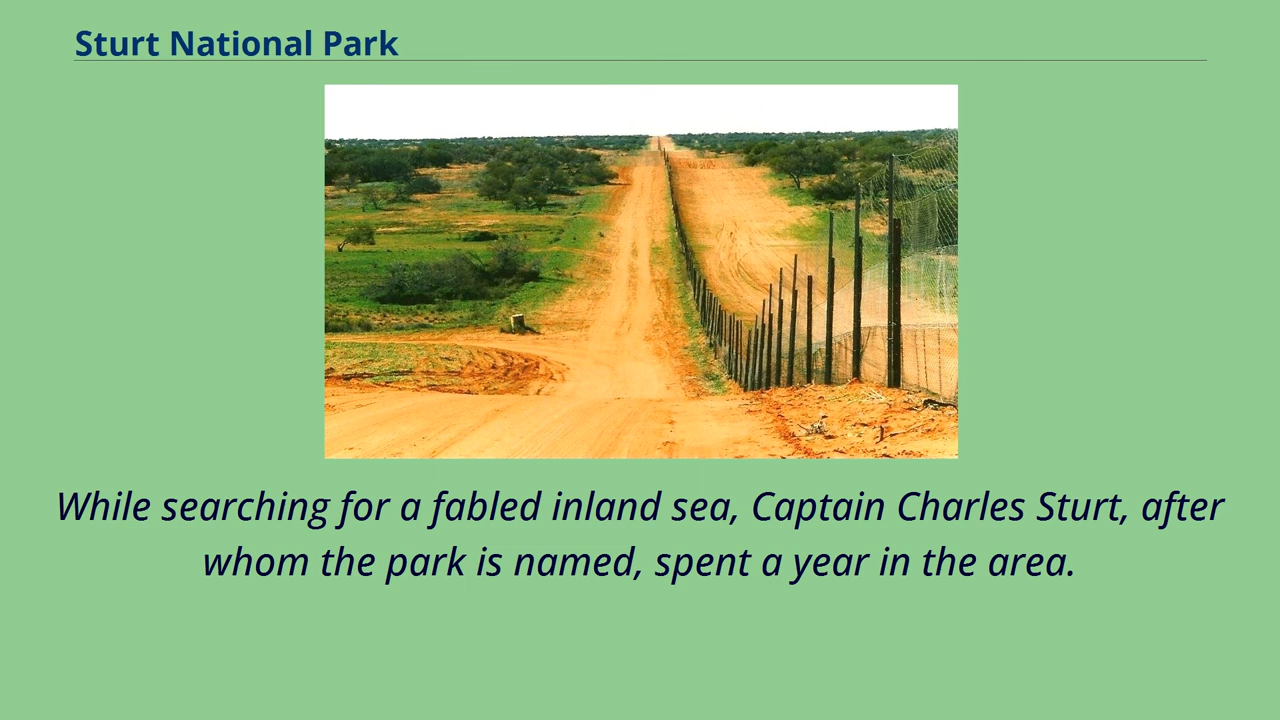 Sturt National Park
While searching for a fabled inland sea, Captain Charles Sturt, after
whom the park is named, spent a year in the area.